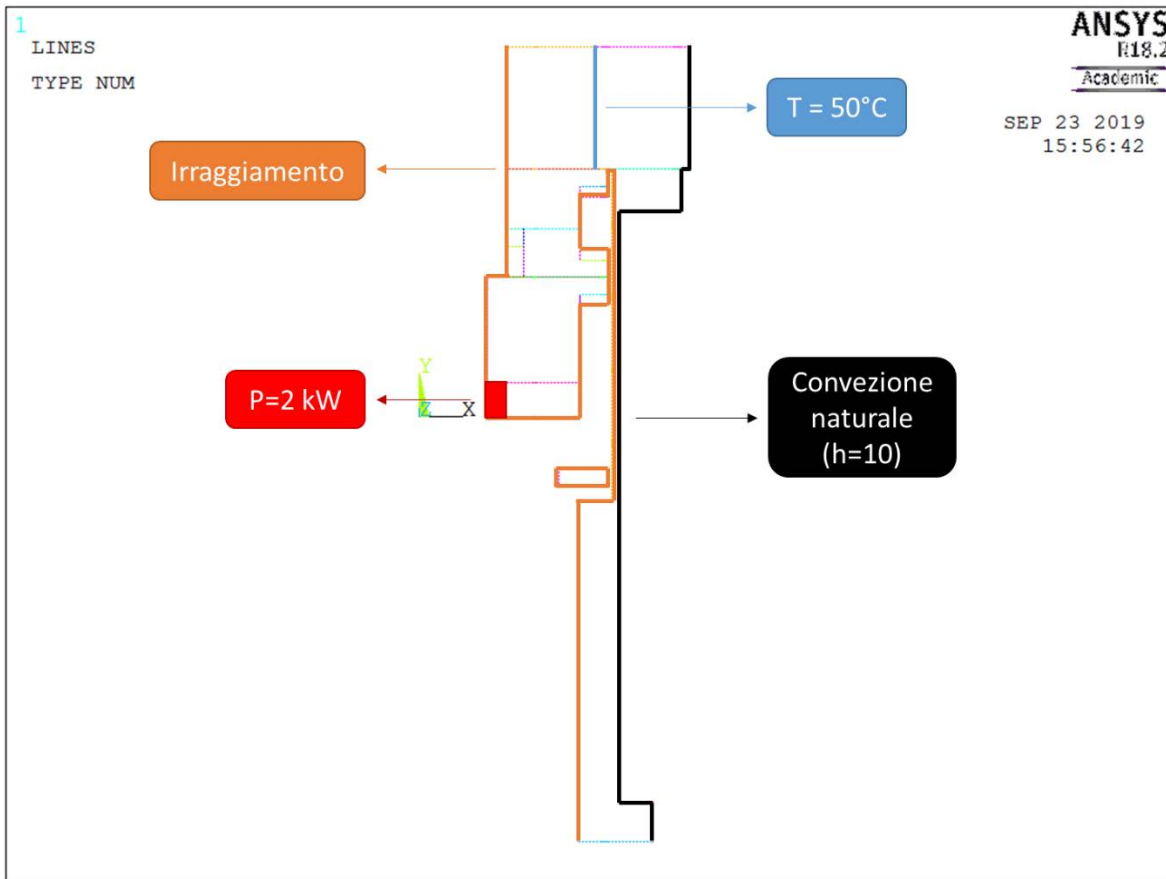 1
LINES
TYPE NUM
ANSYS
R18.2
Academic
SEP 23 2019
15:56:42
T = 50°C
Irraggiamento
P=2 kW
Y
Z
X
Convezione
naturale
(h=10)